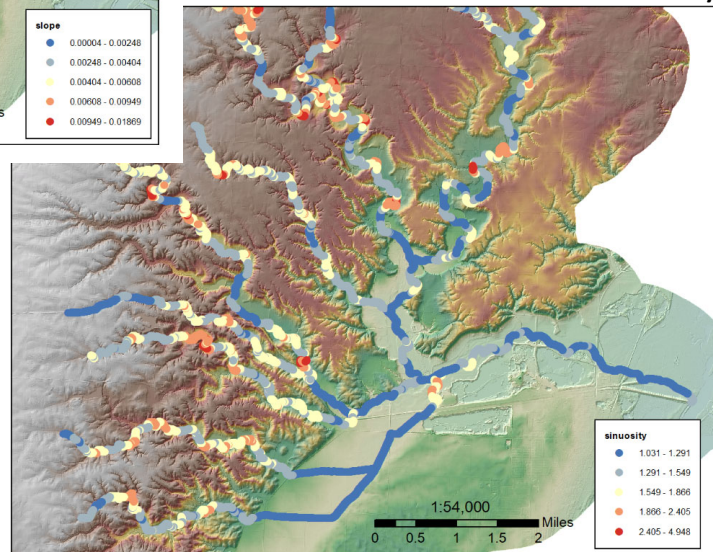 slope
0.00004 - 0.00248
0.00248 - 0.00404
0.00404 - 0.00608
0.00608 - 0.00949
0.00949 - 0.01869
s
sinuosity
1.031 - 1.291
1.291 - 1.549
1.549 - 1.866
1.866 - 2.405
2.405 - 4.948
1:54,000
Miles
0 0.5 1 1.5 2